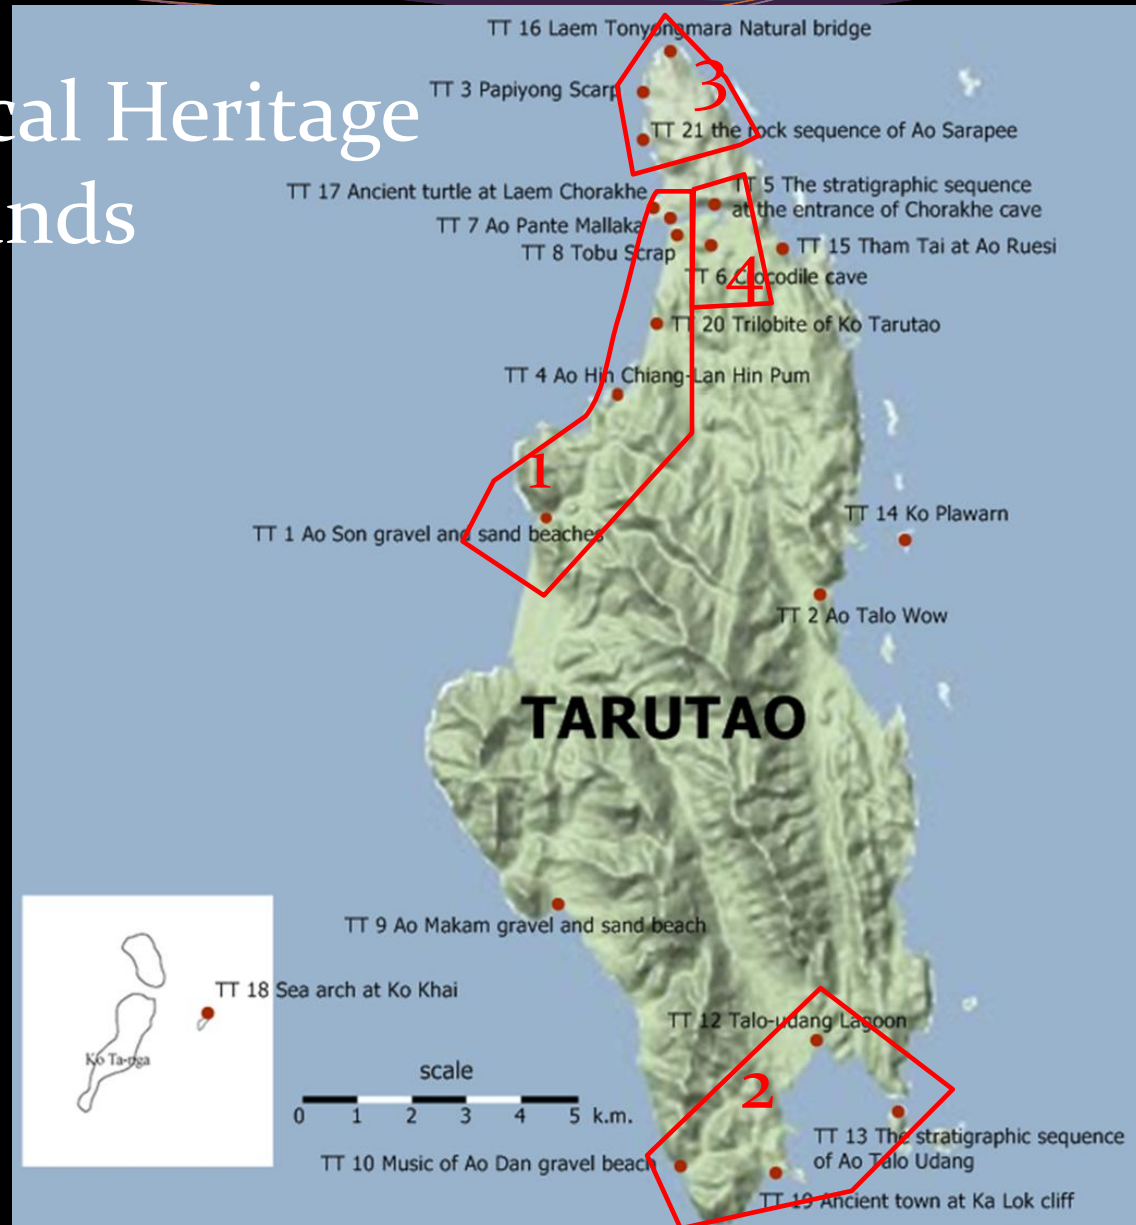 TT 16 Laem Tonyongmara Natural bridge
3
cal Heritage
TT 3 Papiyong Scarp
TT 21 the rock sequence of Ao Sarapee
nds
TT 17 Ancient turtle at Laem Chorakhe
TT 5 The stratigraphic sequence
at the entrance of Chorakhe cave
TT 7 Ao Pante Mallaka
TT 8 Tobu Scrap
TT 15 Tham Tai at Ao Ruesi
TT 6 Crocodile cave
4
TT 20 Trilobite of Ko Tarutao
TT 4 Ao Hin Chiang-Lan Hin Pum
1
TT 14 Ko Plawarn
TT 1 Ao Son gravel and sand beaches
TT 2 Ao Talo Wow
TARUTAO
TT 9 Ao Makam gravel and sand beach
TT 18 Sea arch at Ko Khai
TT 12 Talo-udang Lagoon
Ko Ta-nga
scale
0 1 2 3 4 5 k.m.
2
TT 13 The stratigraphic sequence
of Ao Talo Udang
TT 10 Music of Ao Dan gravel beach
TT 19 Ancient town at Ka Lok cliff